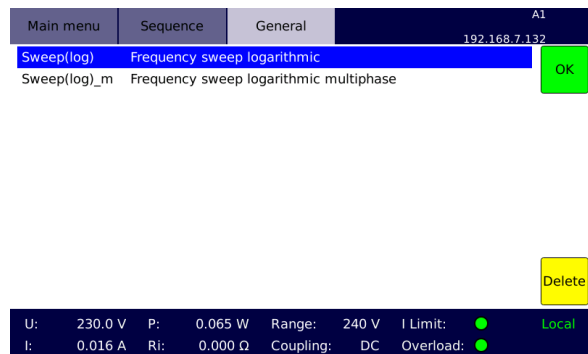 Main menu Sequence General A1
192.168.7.132
Sweep(log) Frequency sweep logarithmic
Sweep(log)_m Frequency sweep logarithmic multiphase
OK
Delete
U: 230.0 V P: 0.065 W Range: 240 V I Limit: Local
I: 0.016 A Ri: 0.000 Ω Coupling: DC Overload: